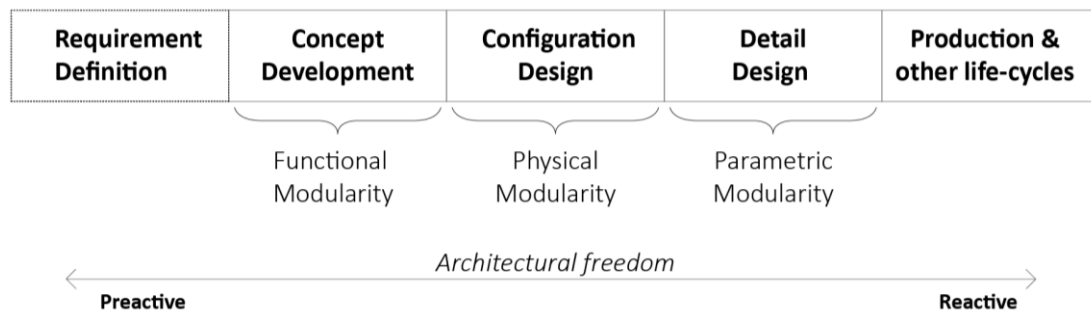 Requirement
Definition
Concept
Development
Configuration
Design
Detail
Design
Production &
other life-cycles
Functional
Modularity
Physical
Modularity
Parametric
Modularity
Architectural freedom
Preactive
Reactive